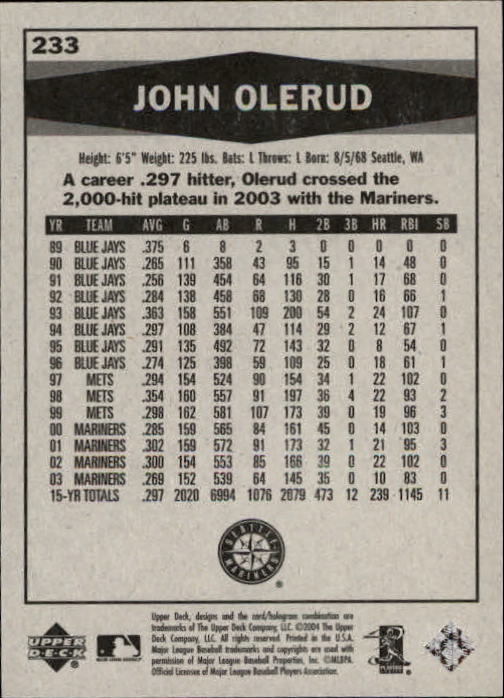 233
JOHN OLERUD
Height: 6'5" Weight: 225 lbs. Bats: L Throws: L Born: 8/5/68 Seattle, WA
A career .297 hitter, Olerud crossed the
2,000-hit plateau in 2003 with the Mariners.
YR TEAM AVG G AB R H 2B 3B HR RBI SB
89 BLUE JAYS .375 6 8 2 3 0 0 0 0 0
90 BLUE JAYS .265 111 358 43 95 15 1 14 48 0
91 BLUE JAYS .256 139 454 64 116 30 1 17 68 0
92 BLUE JAYS .284 138 458 68 130 28 0 16 66 1
93 BLUE JAYS .363 158 551 109 200 54 2 24 107 0
94 BLUE JAYS .297 108 384 47 114 29 2 12 67 1
95 BLUE JAYS .291 135 492 72 143 32 0 8 54 0
96 BLUE JAYS .274 125 398 59 109 25 0 18 61 1
97 METS .294 154 524 90 154 34 1 22 102 0
98 METS .354 160 557 91 197 36 4 22 93 2
99 METS .298 162 581 107 173 39 0 19 96 3
00 MARINERS .285 159 565 84 161 45 0 14 103 0
01 MARINERS .302 159 572 91 173 32 1 21 95 3
02 MARINERS .300 154 553 85 166 39 0 22 102 0
03 MARINERS .269 152 539 64 145 35 0 10 83 0
15-YR TOTALS .297 2020 6994 1076 2079 473 12 239 1145 11
SEATTLE
MARINERS
®
Upper Deck, designs and the card/hologram combination are
trademarks of The Upper Deck Company, LLC. ©2004 The Upper
Deck Company, LLC. All rights reserved. Printed in the U.S.A.
Major League Baseball trademarks and copyrights are used with
permission of Major League Baseball Properties, Inc. ©MLBPA
Official Licensee of Major League Baseball Players Association.
UPPER
DECK